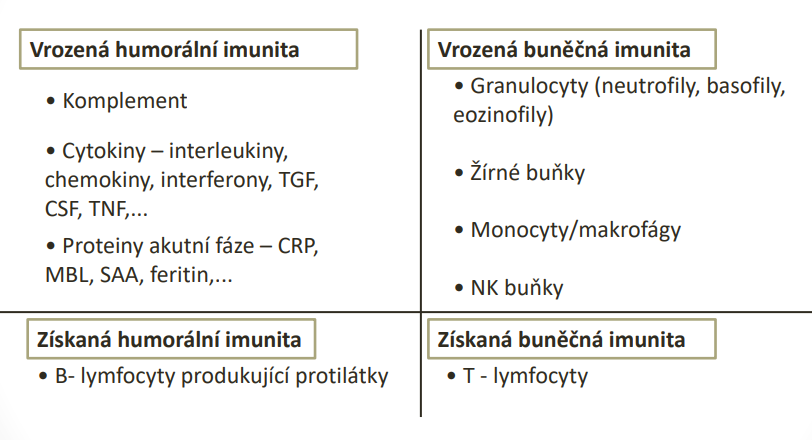 Vrozená humorální imunita
• Komplement
• Cytokiny – interleukiny,
chemokiny, interferony, TGF,
CSF, TNF,...
• Proteiny akutní fáze – CRP,
MBL, SAA, feritin,...
Vrozená buněčná imunita
• Granulocyty (neutrofily, basofily,
eozinofily)
• Žírné buňky
• Monocyty/makrofágy
• NK buňky
Získaná humorální imunita
• B- lymfocyty produkující protilátky
Získaná buněčná imunita
• T - lymfocyty